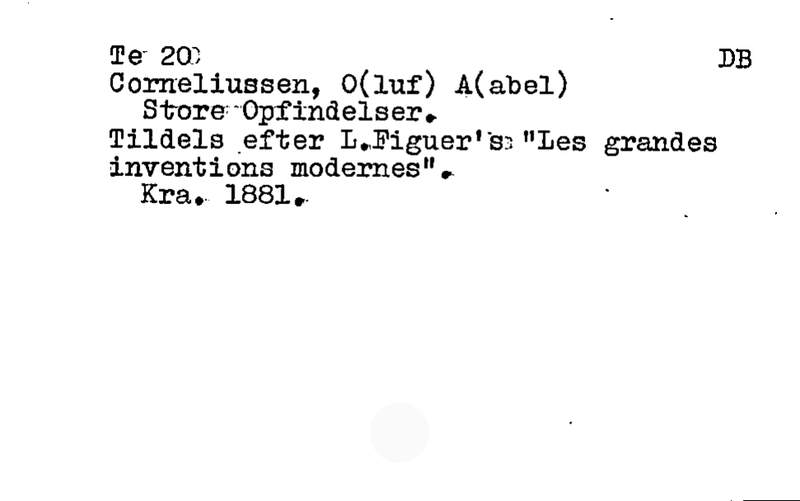 Te 20 DB
Corneliussen, O(luf) A(abel)
Store Opfindelser.
Tildels efter L.Figuer's "Les grandes
inventions modernes".
Kra. 1881.